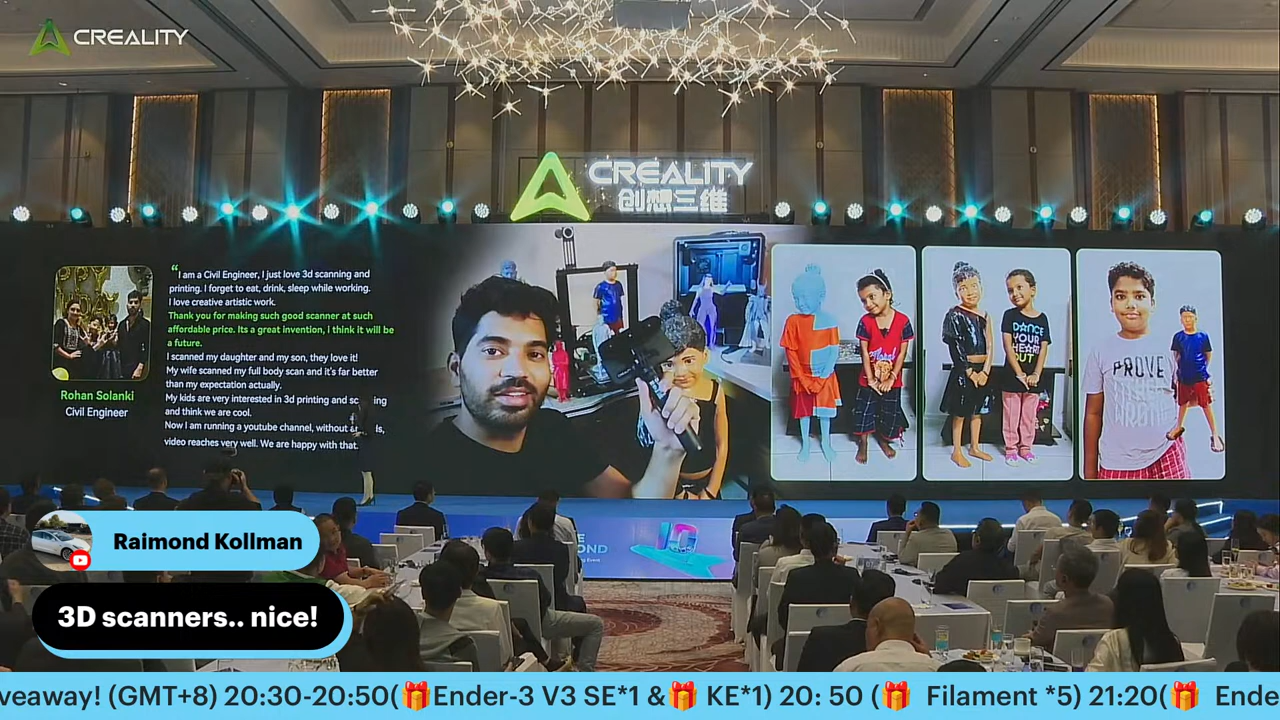 CREALITY
CREALITY
创想三维
“I am a Civil Engineer, I just love 3d scanning and
printing. I forget to eat, drink, sleep while working.
I love creative artistic work.
Thank you for making such good scanner at such
affordable price. Its a great invention, I think it will be
a future.
I scanned my daughter and my son, they love it!
My wife scanned my full body scan and it's far better
than my expectation actually.
My kids are very interested in 3d printing and sc ing
and think we are cool.
Now I am running a youtube channel, without ls,
video reaches very well. We are happy with that.
Rohan Solanki
Civil Engineer
DANCE
YOUR
HEART
OUT
PROVE
10
Raimond Kollman
3D scanners.. nice!
veaway! (GMT+8) 20:30-20:50(🎁Ender-3 V3 SE*1 &🎁 KE*1) 20: 50 (🎁 Filament *5) 21:20(🎁 Ende